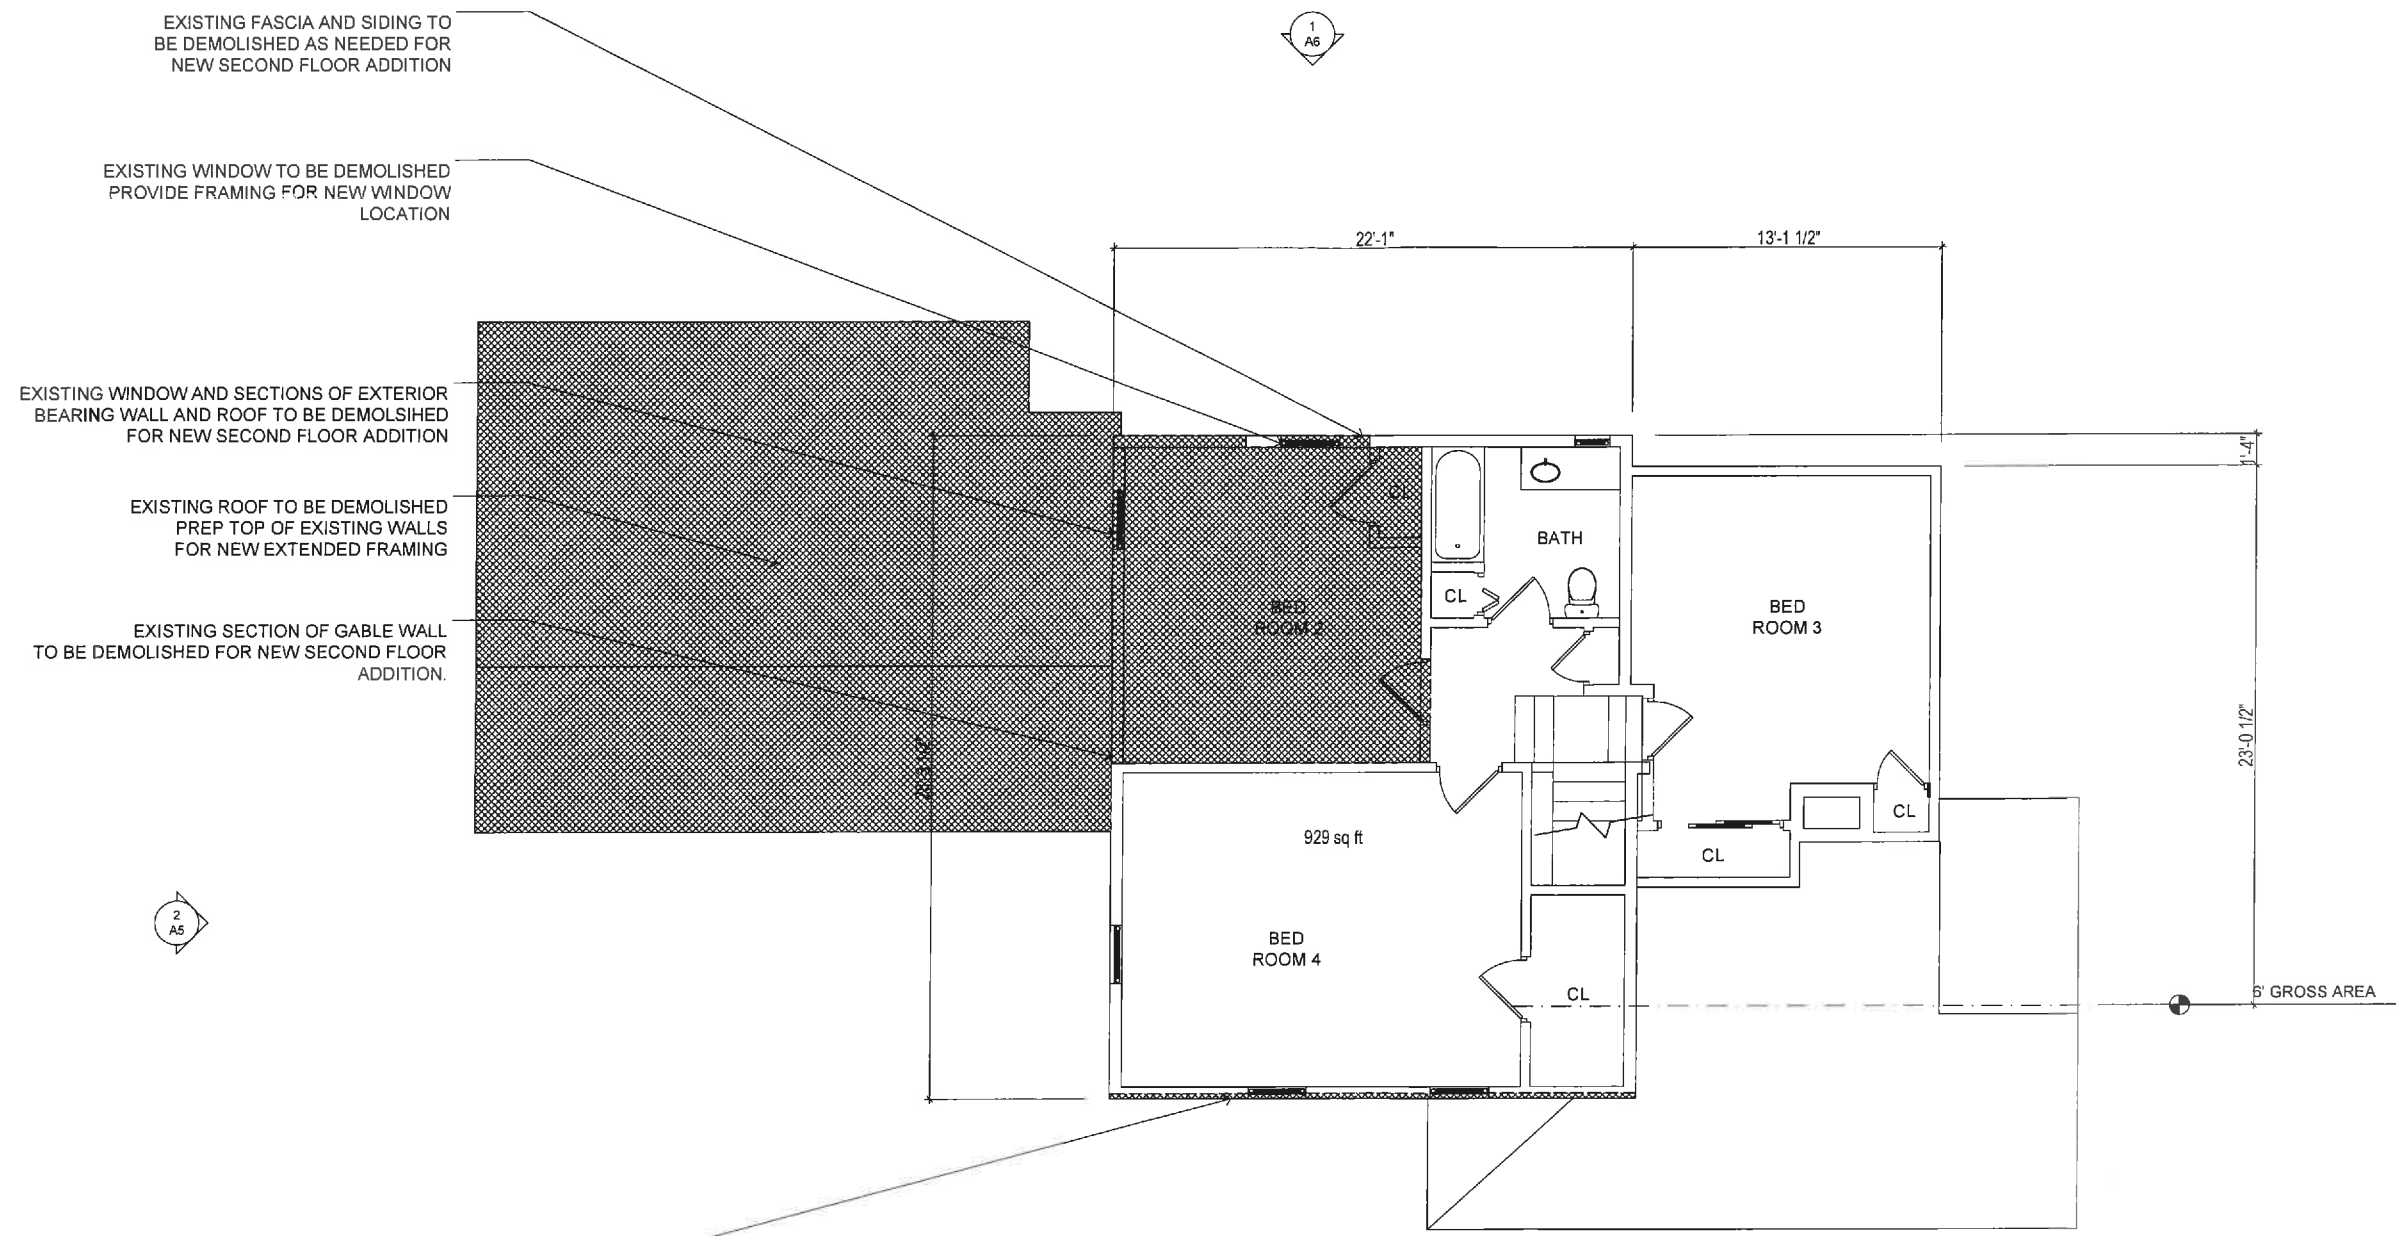 EXISTING FASCIA AND SIDING TO
BE DEMOLISHED AS NEEDED FOR
NEW SECOND FLOOR ADDITION
1
A6
EXISTING WINDOW TO BE DEMOLISHED
PROVIDE FRAMING FOR NEW WINDOW
LOCATION
22'-1"
13'-1 1/2"
EXISTING WINDOW AND SECTIONS OF EXTERIOR
BEARING WALL AND ROOF TO BE DEMOLSIHED
FOR NEW SECOND FLOOR ADDITION
1'-4"
EXISTING ROOF TO BE DEMOLISHED
PREP TOP OF EXISTING WALLS
FOR NEW EXTENDED FRAMING
CL
BATH
CL
BED
ROOM 2
BED
ROOM 3
EXISTING SECTION OF GABLE WALL
TO BE DEMOLISHED FOR NEW SECOND FLOOR
ADDITION.
23'-0 1/2"
CL
CL
929 sq ft
2
A5
BED
ROOM 4
CL
6' GROSS AREA